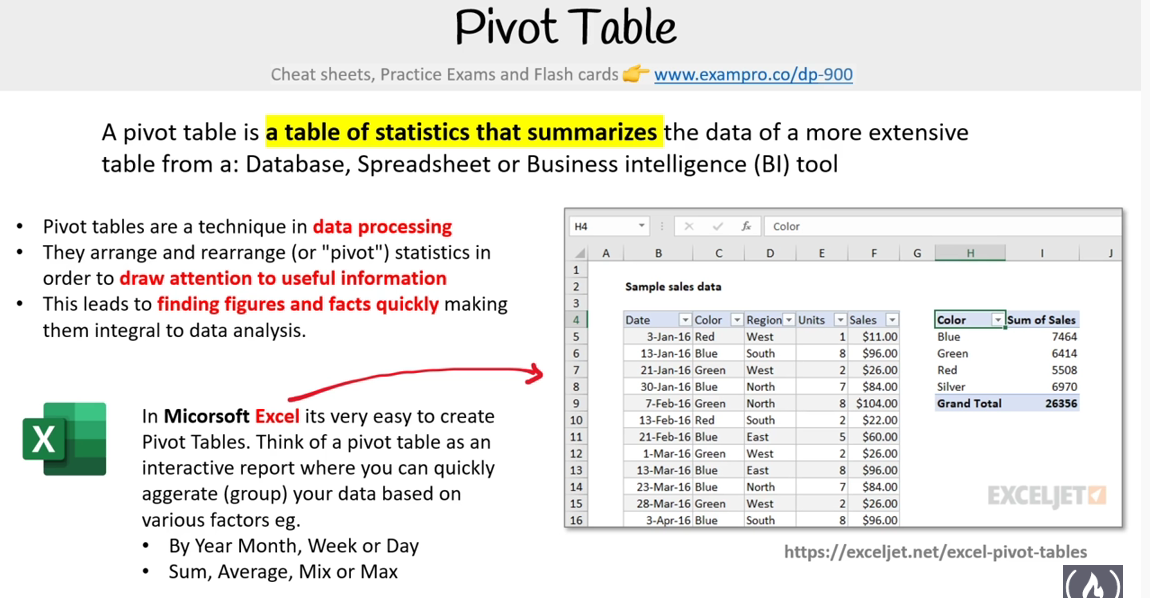 Pivot Table
Cheat sheets, Practice Exams and Flash cards 👉 www.exampro.co/dp-900
A pivot table is a table of statistics that summarizes the data of a more extensive
table from a: Database, Spreadsheet or Business intelligence (BI) tool
• Pivot tables are a technique in data processing
• They arrange and rearrange (or "pivot") statistics in
order to draw attention to useful information
• This leads to finding figures and facts quickly making
them integral to data analysis.
X
In Micorsoft Excel its very easy to create
Pivot Tables. Think of a pivot table as an
interactive report where you can quickly
aggerate (group) your data based on
various factors eg.
• By Year Month, Week or Day
• Sum, Average, Mix or Max
H4 fx Color
A B C D E F G H I J
1
2 Sample sales data
3
4 Date Color Region Units Sales Color Sum of Sales
5 3-Jan-16 Red West 1 $11.00 Blue 7464
6 13-Jan-16 Blue South 8 $96.00 Green 6414
7 21-Jan-16 Green West 2 $26.00 Red 5508
8 30-Jan-16 Blue North 7 $84.00 Silver 6970
9 7-Feb-16 Green North 8 $104.00 Grand Total 26356
10 13-Feb-16 Red South 2 $22.00
11 21-Feb-16 Blue East 5 $60.00
12 1-Mar-16 Green West 2 $26.00
13 13-Mar-16 Blue East 8 $96.00
14 23-Mar-16 Blue North 7 $84.00
15 28-Mar-16 Green West 2 $26.00
16 3-Apr-16 Blue South 8 $96.00
EXCELJET
https://exceljet.net/excel-pivot-tables